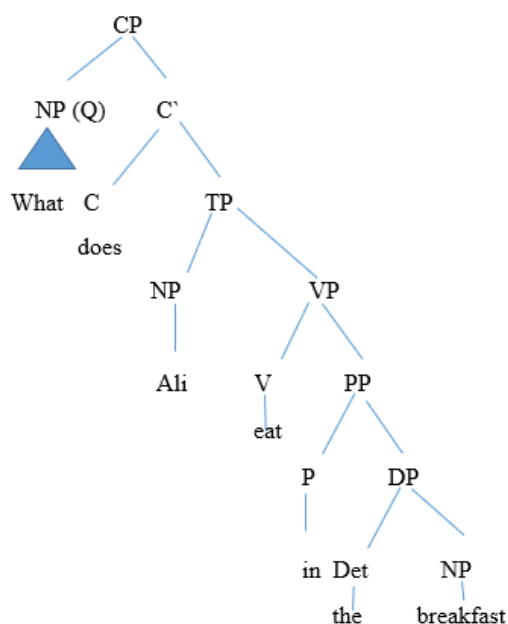 CP
NP (Q) C`
What C TP
does
NP VP
Ali V PP
eat
P DP
in Det NP
the breakfast